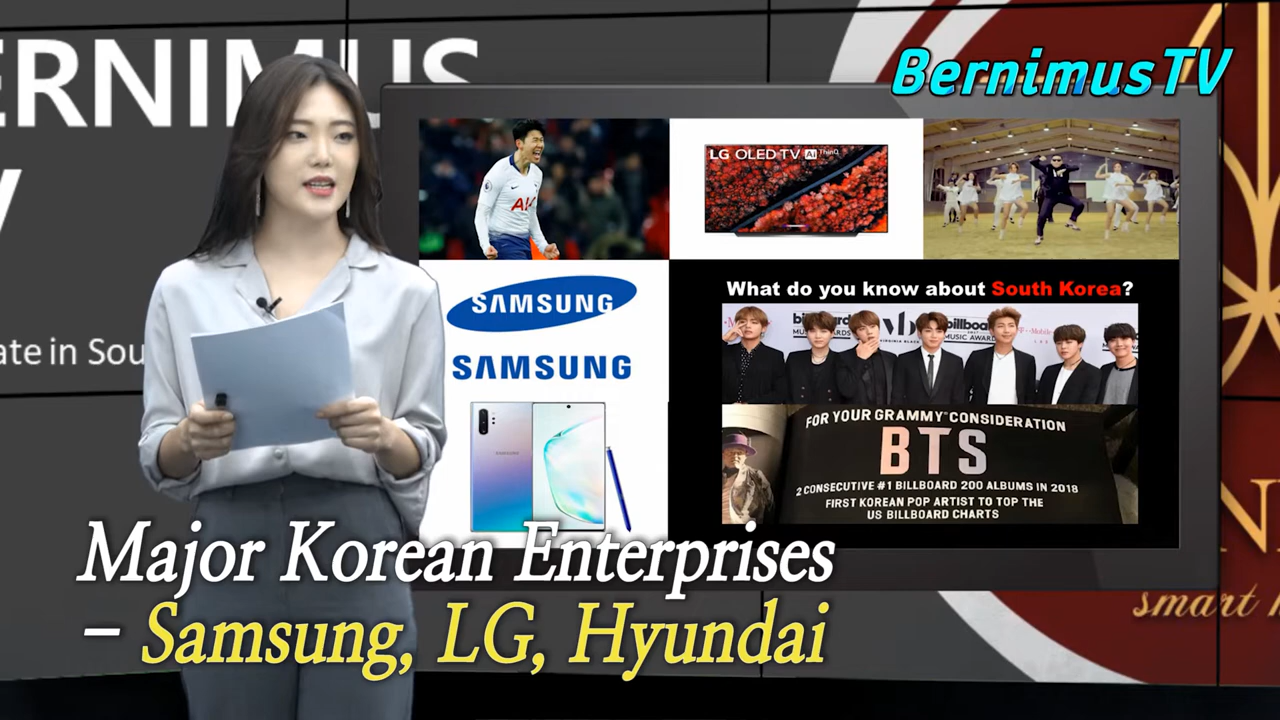 BernimusTV
ERNIMUS
ate in Sou
AIA
LG OLED TV AI ThinQ
SAMSUNG
SAMSUNG
What do you know about South Korea?
FOR YOUR GRAMMY CONSIDERATION
BTS
2 CONSECUTIVE #1 BILLBOARD 200 ALBUMS IN 2018
FIRST KOREAN POP ARTIST TO TOP THE
US BILLBOARD CHARTS
Major Korean Enterprises
– Samsung, LG, Hyundai
smart